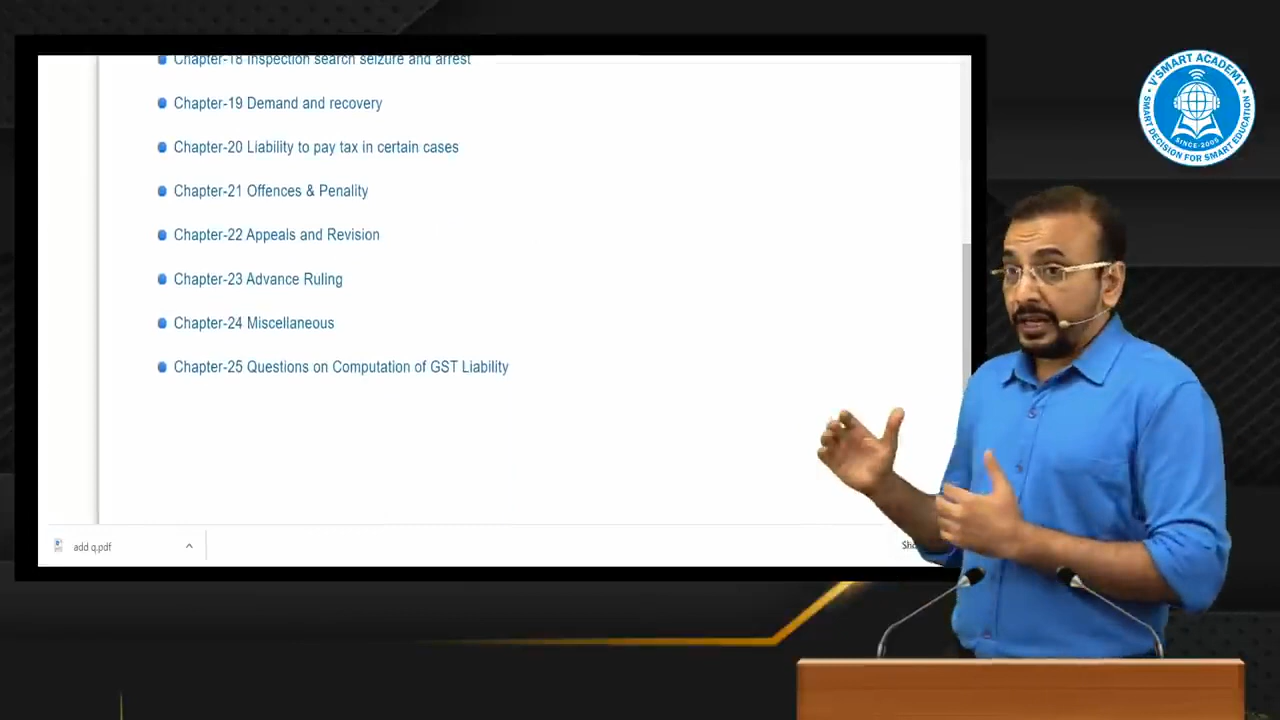 Chapter-18 Inspection search seizure and arrest
Chapter-19 Demand and recovery
Chapter-20 Liability to pay tax in certain cases
Chapter-21 Offences & Penality
Chapter-22 Appeals and Revision
Chapter-23 Advance Ruling
Chapter-24 Miscellaneous
Chapter-25 Questions on Computation of GST Liability
add q.pdf
V'SMART ACADEMY
SMART DECISION FOR SMART EDUCATION
SINCE-2005